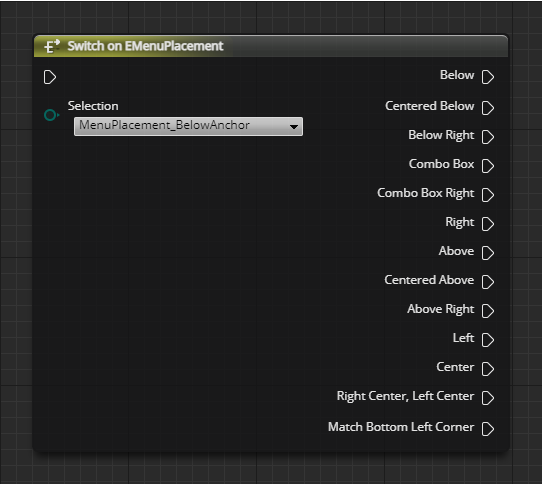 Switch on EMenuPlacement
Below
Selection
Centered Below
MenuPlacement_BelowAnchor
Below Right
Combo Box
Combo Box Right
Right
Above
Centered Above
Above Right
Left
Center
Right Center, Left Center
Match Bottom Left Corner